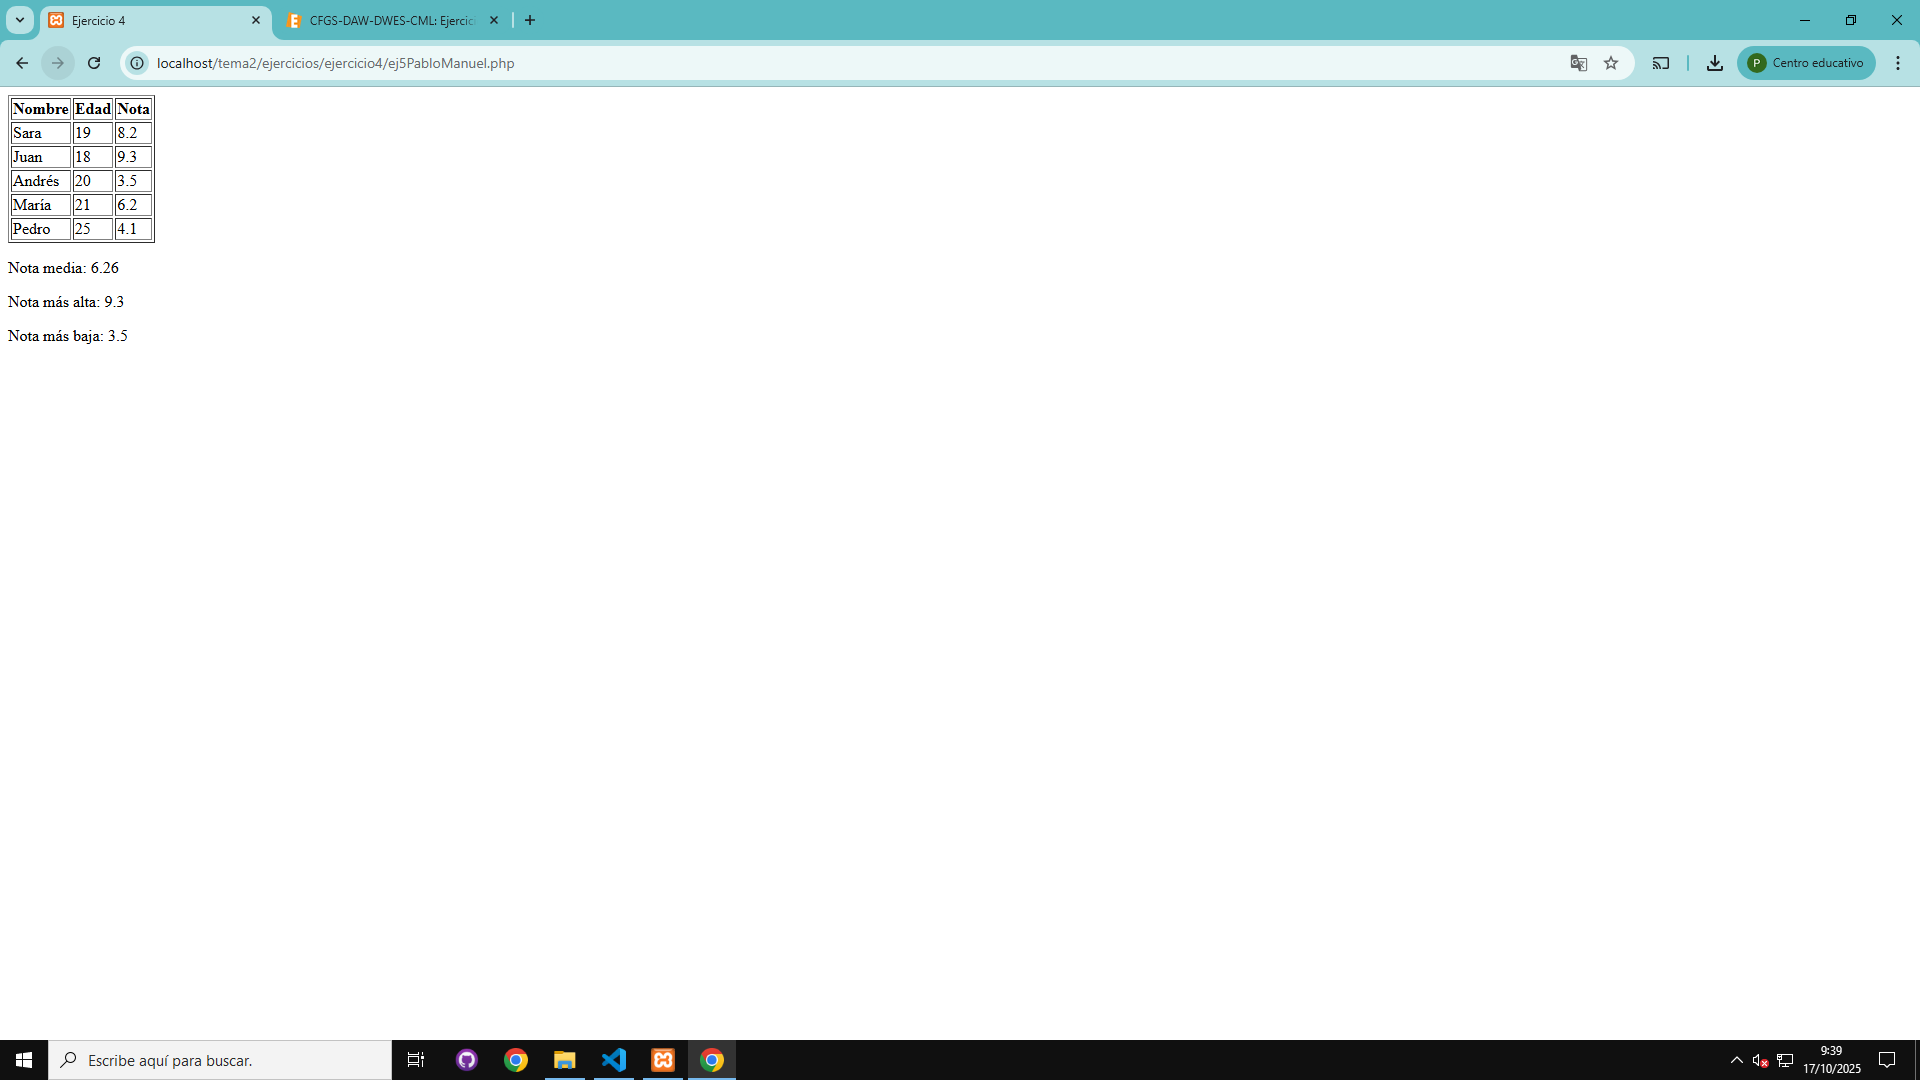 Ejercicio 4
CFGS-DAW-DWES-CML: Ejercic
localhost/tema2/ejercicios/ejercicio4/ej5PabloManuel.php
P Centro educativo
Nombre Edad Nota
Sara 19 8.2
Juan 18 9.3
Andrés 20 3.5
María 21 6.2
Pedro 25 4.1
Nota media: 6.26
Nota más alta: 9.3
Nota más baja: 3.5
Escribe aquí para buscar.
9:39
17/10/2025